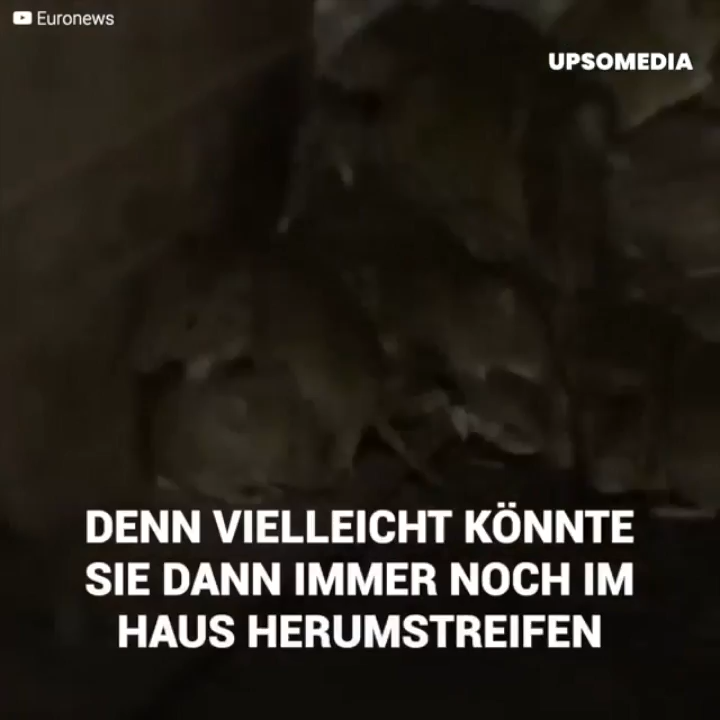 Euronews
UPSOMEDIA
DENN VIELLEICHT KÖNNTE
SIE DANN IMMER NOCH IM
HAUS HERUMSTREIFEN